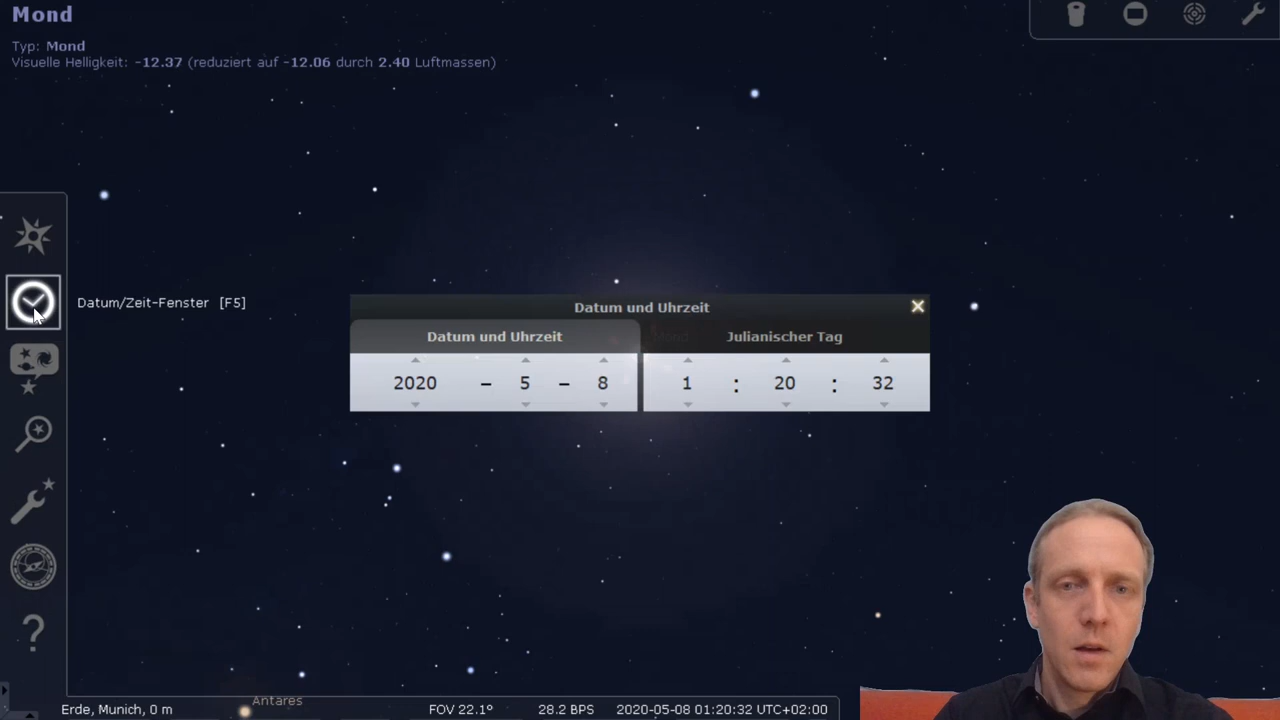 Mond
Typ: Mond
Visuelle Helligkeit: -12.37 (reduziert auf -12.06 durch 2.40 Luftmassen)
Datum/Zeit-Fenster [F5]
Datum und Uhrzeit
Datum und Uhrzeit
Mond
Julianischer Tag
2020 - 5 - 8 1 : 20 : 32
Antares
Erde, Munich, 0 m FOV 22.1° 28.2 BPS 2020-05-08 01:20:32 UTC+02:00